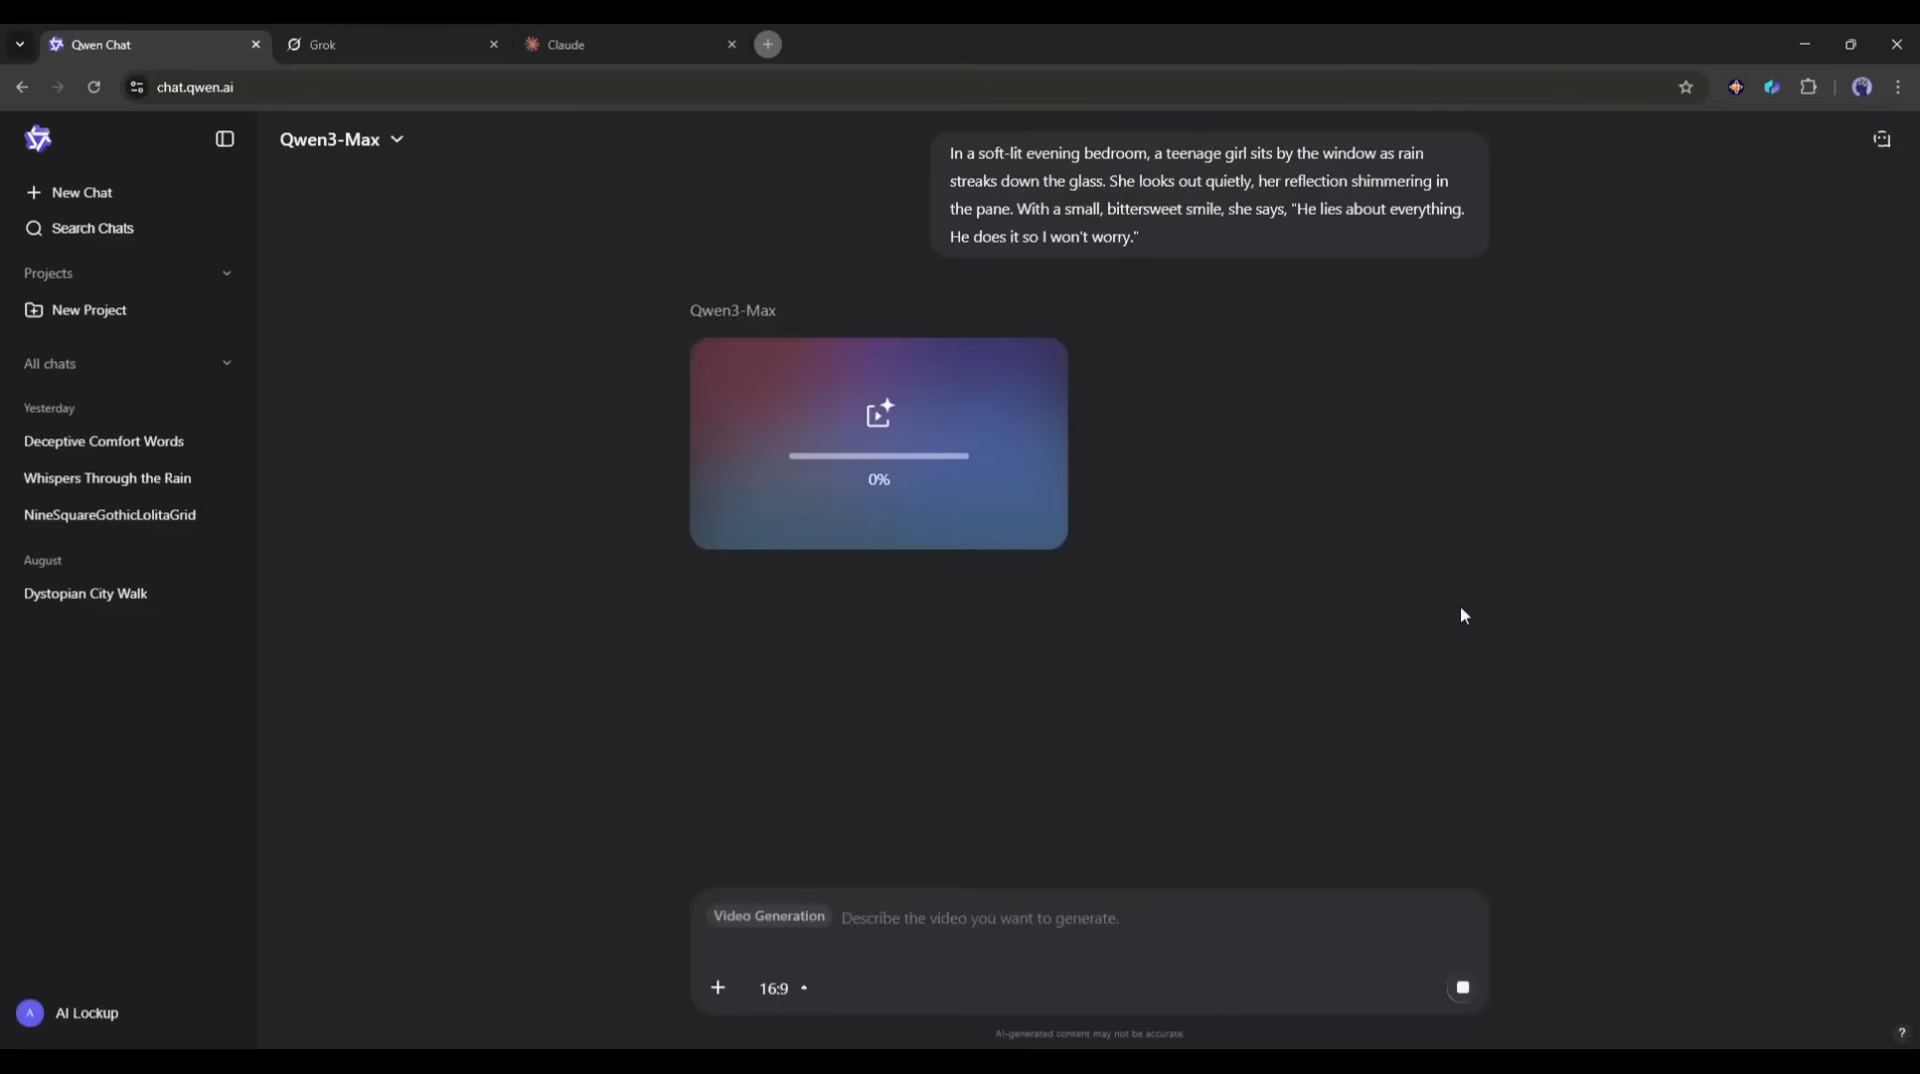 Qwen Chat
Grok
Claude
chat.qwen.ai
Qwen3-Max
New Chat
Search Chats
Projects
New Project
All chats
Yesterday
Deceptive Comfort Words
Whispers Through the Rain
NineSquareGothicLolitaGrid
August
Dystopian City Walk
A
AI Lockup
In a soft-lit evening bedroom, a teenage girl sits by the window as rain
streaks down the glass. She looks out quietly, her reflection shimmering in
the pane. With a small, bittersweet smile, she says, "He lies about everything.
He does it so I won't worry."
Qwen3-Max
0%
Video Generation Describe the video you want to generate.
16:9
AI-generated content may not be accurate.
?